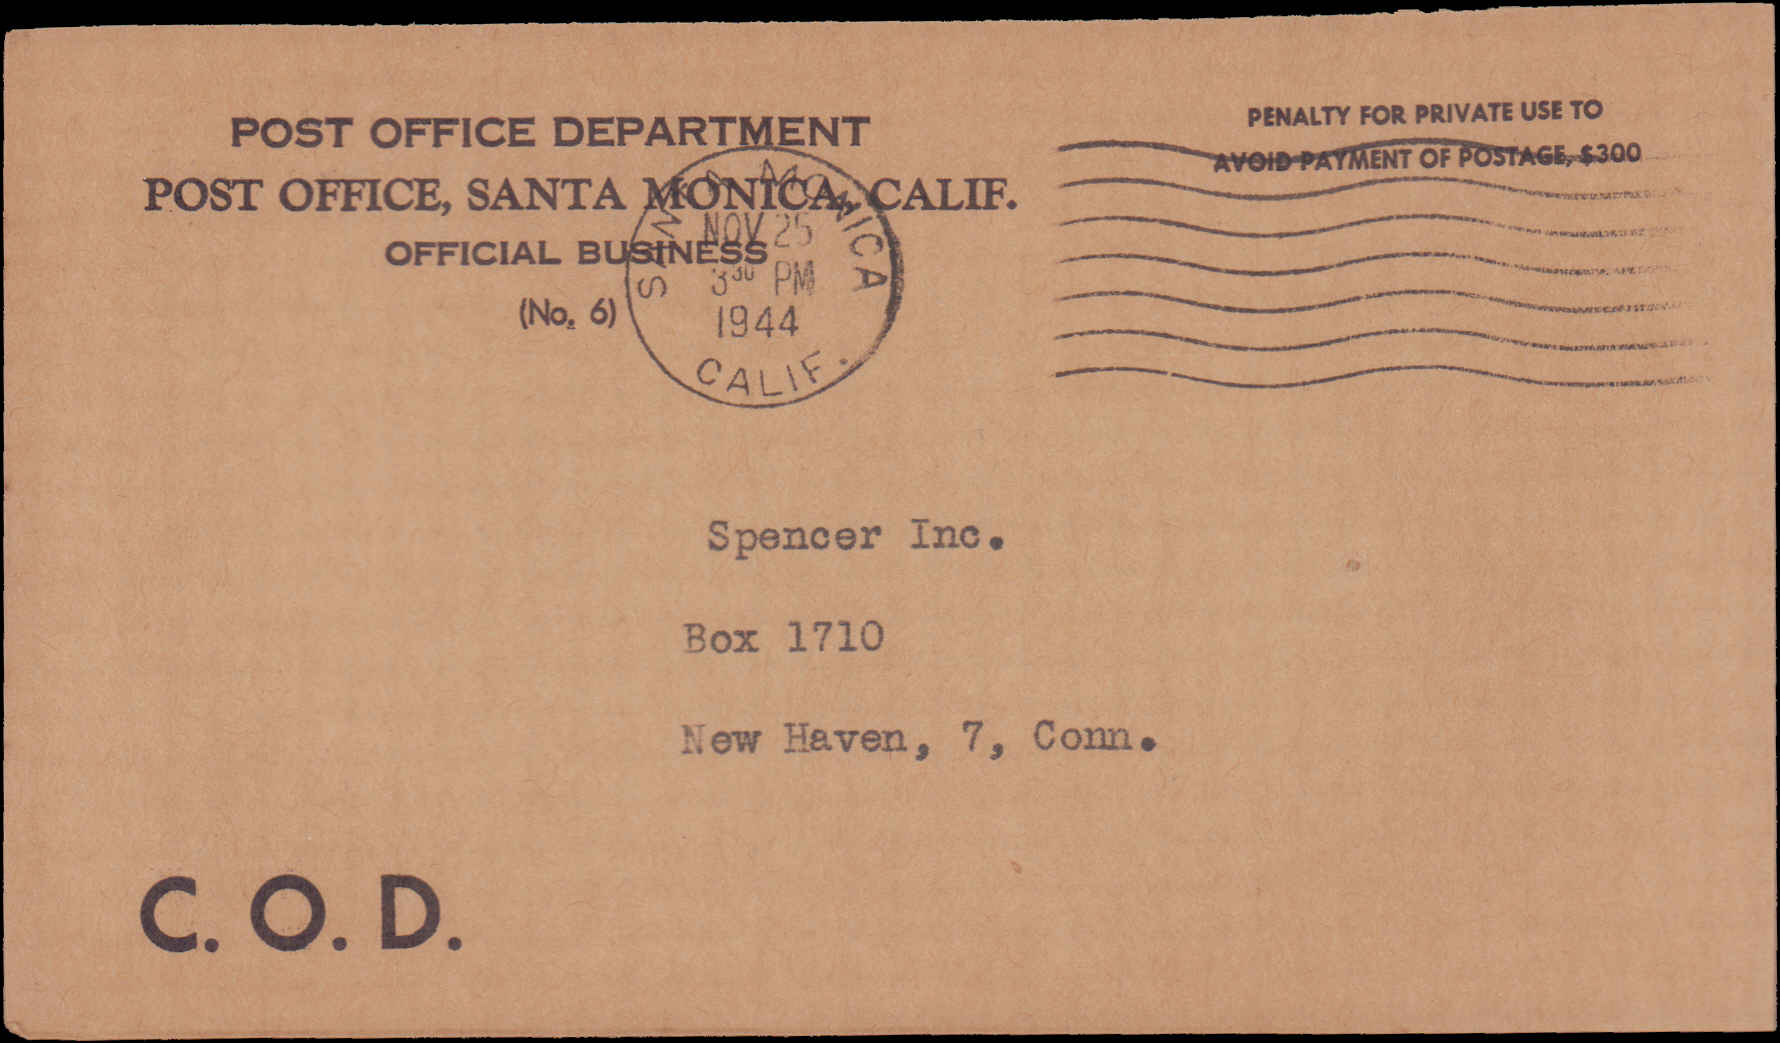 POST OFFICE DEPARTMENT
POST OFFICE, SANTA MONICA, CALIF.
OFFICIAL BUSINESS
(No. 6)
PENALTY FOR PRIVATE USE TO
AVOID PAYMENT OF POSTAGE, $300
SANTA MONICA
NOV 25
3 30 PM
1944
CALIF.
Spencer Inc.
Box 1710
New Haven, 7, Conn.
C. O. D.